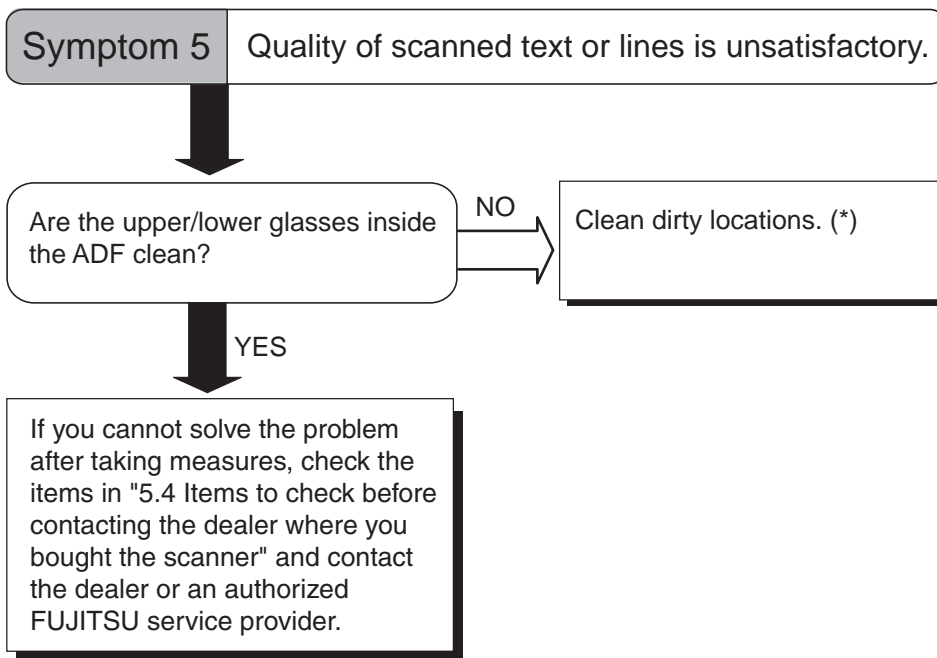 Symptom 5
Quality of scanned text or lines is unsatisfactory.
Are the upper/lower glasses inside
the ADF clean?
NO
Clean dirty locations. (*)
YES
If you cannot solve the problem
after taking measures, check the
items in "5.4 Items to check before
contacting the dealer where you
bought the scanner" and contact
the dealer or an authorized
FUJITSU service provider.